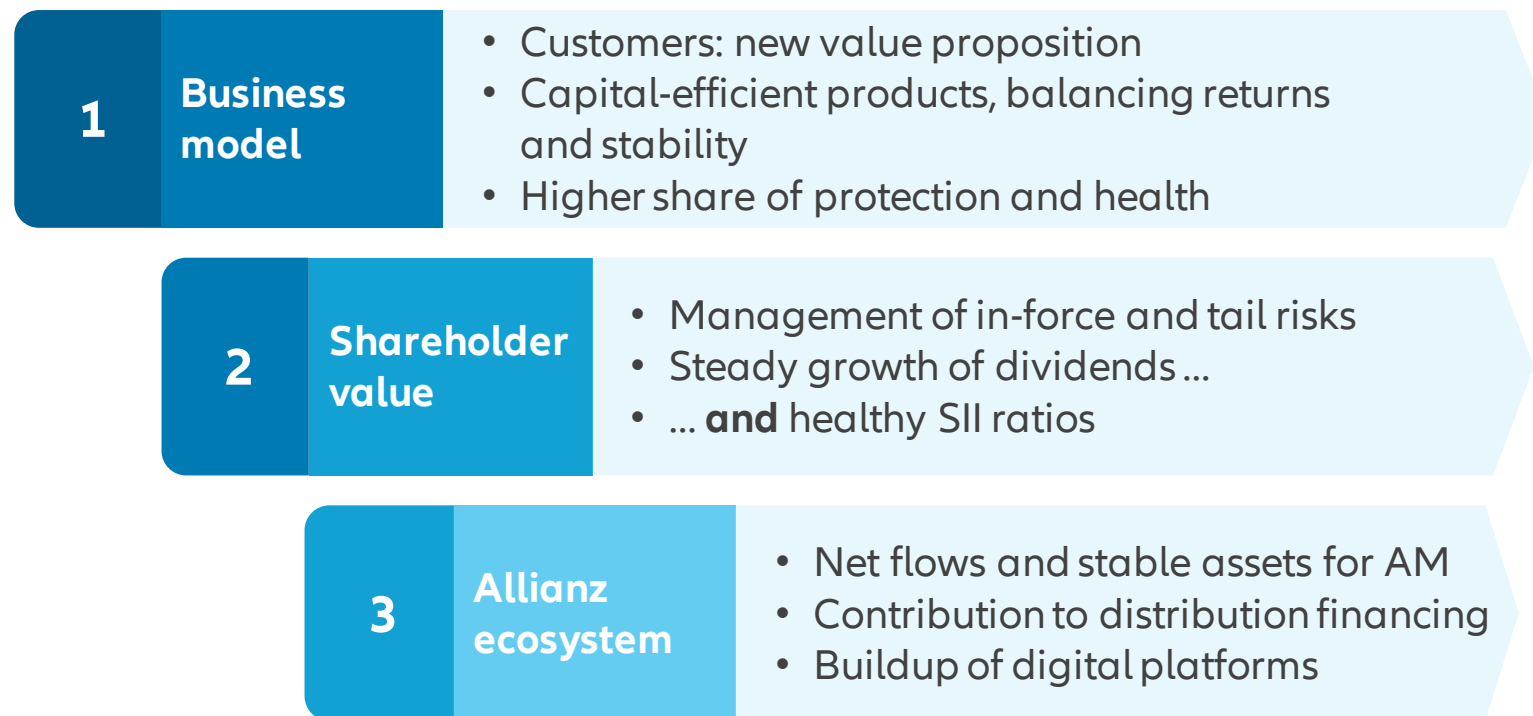 1
Business
model
• Customers: new value proposition
• Capital-efficient products, balancing returns
and stability
• Higher share of protection and health
2
Shareholder
value
• Management of in-force and tail risks
• Steady growth of dividends ...
• ... and healthy SII ratios
3
Allianz
ecosystem
• Net flows and stable assets for AM
• Contribution to distribution financing
• Buildup of digital platforms